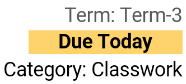 Term: Term-3
Due Today
Category: Classwork